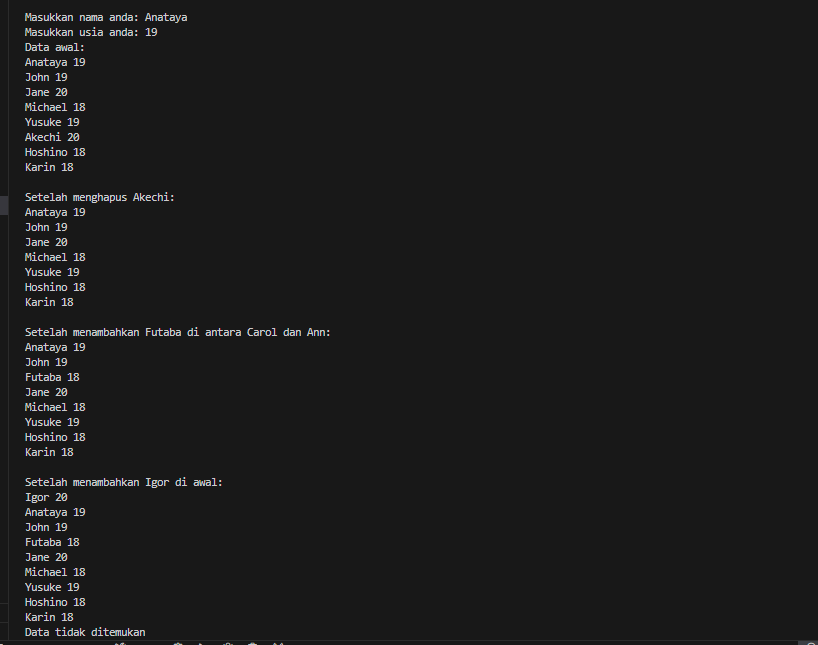 Masukkan nama anda: Anataya
Masukkan usia anda: 19
Data awal:
Anataya 19
John 19
Jane 20
Michael 18
Yusuke 19
Akechi 20
Hoshino 18
Karin 18
Setelah menghapus Akechi:
Anataya 19
John 19
Jane 20
Michael 18
Yusuke 19
Hoshino 18
Karin 18
Setelah menambahkan Futaba di antara Carol dan Ann:
Anataya 19
John 19
Futaba 18
Jane 20
Michael 18
Yusuke 19
Hoshino 18
Karin 18
Setelah menambahkan Igor di awal:
Igor 20
Anataya 19
John 19
Futaba 18
Jane 20
Michael 18
Yusuke 19
Hoshino 18
Karin 18
Data tidak ditemukan